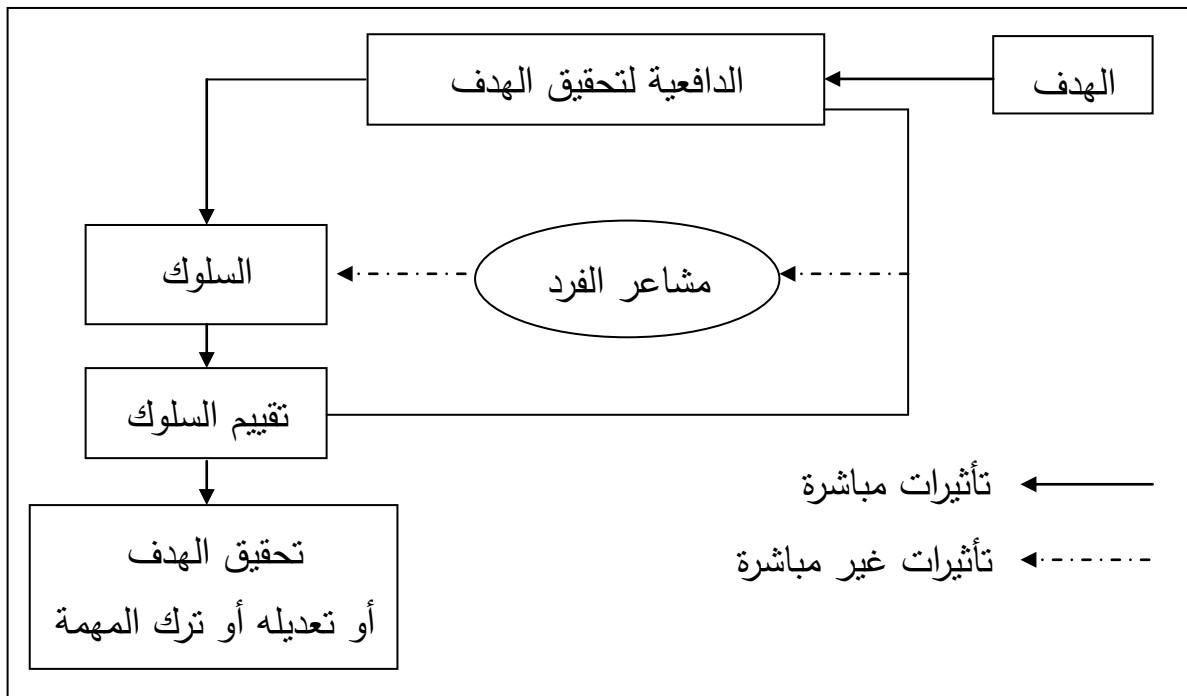 الهدف
الدافعية لتحقيق الهدف
مشاعر الفرد
السلوك
تقييم السلوك
تحقيق الهدف
أو تعديله أو ترك المهمة
تأثيرات مباشرة
تأثيرات غير مباشرة